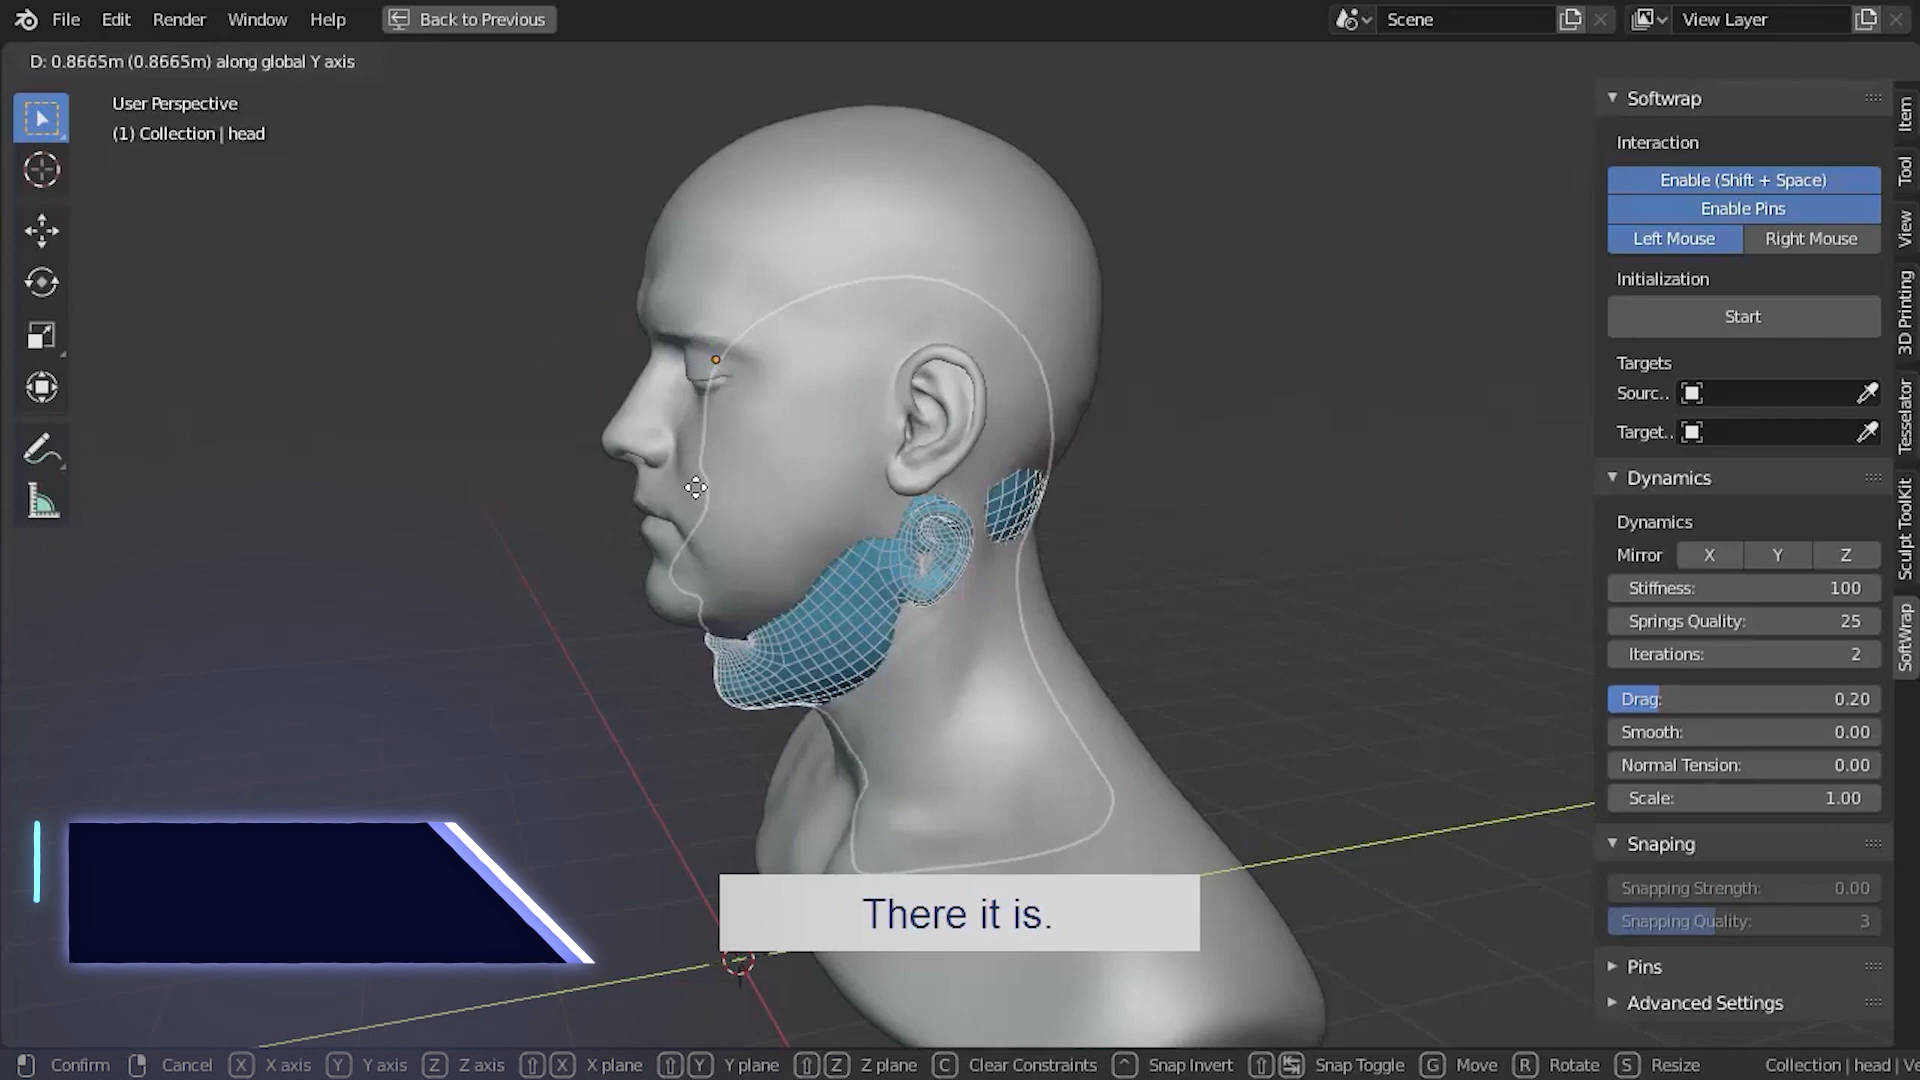 File Edit Render Window Help Back to Previous Scene View Layer
D: 0.8665m (0.8665m) along global Y axis
User Perspective
(1) Collection | head
Softwrap
Interaction
Enable (Shift + Space)
Enable Pins
Left Mouse Right Mouse
Initialization
Start
Targets
Sourc..
Target..
Dynamics
Dynamics
Mirror X Y Z
Stiffness: 100
Springs Quality: 25
Iterations: 2
Drag: 0.20
Smooth: 0.00
Normal Tension: 0.00
Scale: 1.00
Snaping
Snapping Strength: 0.00
Snapping Quality: 3
Pins
Advanced Settings
Item
Tool
View
3D Printing
Tesselator
Sculpt ToolKit
SoftWrap
There it is.
Confirm Cancel X X axis Y Y axis Z Z axis X X plane Y Y plane Z Z plane C Clear Constraints Snap Invert Snap Toggle G Move R Rotate S Resize Collection | head | Ve